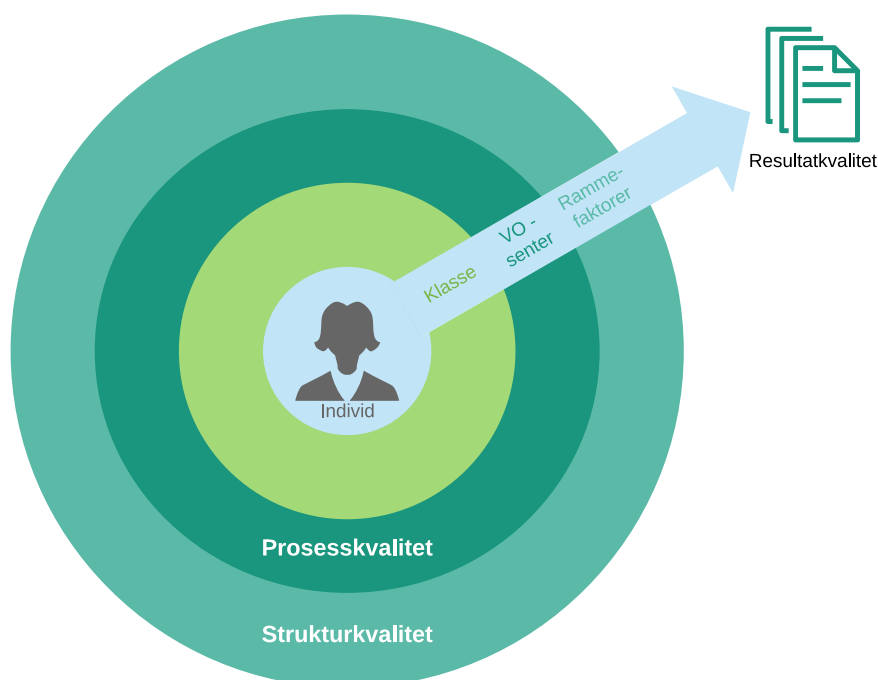 Resultatkvalitet
Ramme-
faktorer
VO -
senter
Klasse
Individ
Prosesskvalitet
Strukturkvalitet